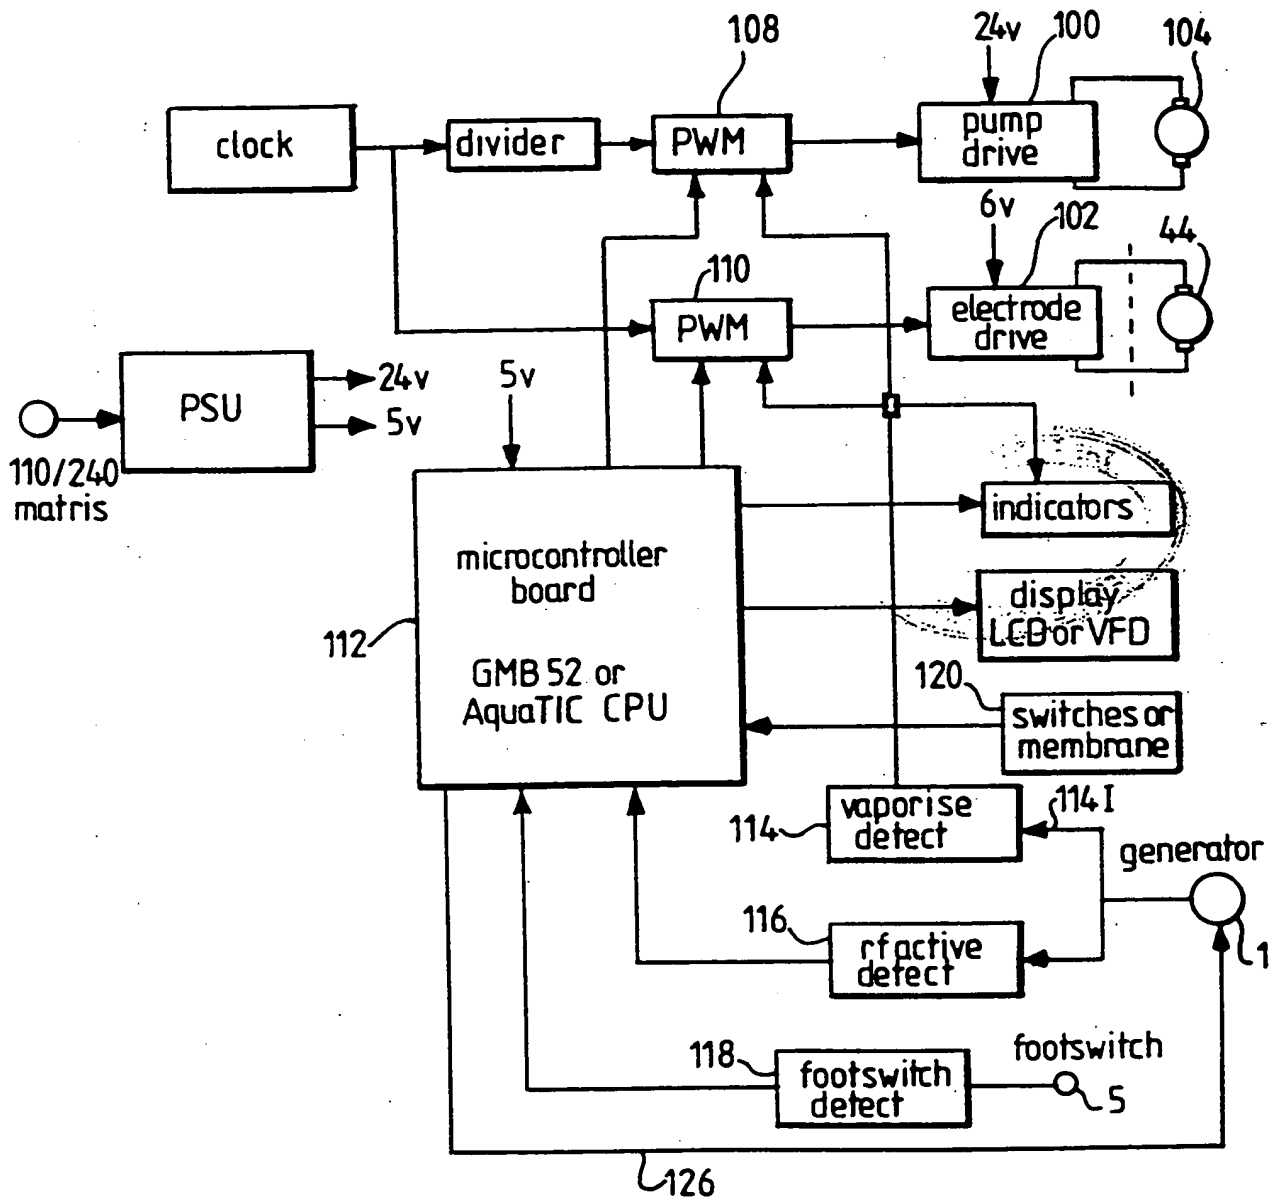 108
24v
100
104
clock
divider
PWM
pump
drive
6v
102
44
110
PWM
electrode
drive
PSU
24v
5v
5v
110/240
matris
indicators
microcontroller
board
display
LCD or VFD
112
GMB 52 or
AquaTIC CPU
120
switches or
membrane
114
vaporise
detect
114 I
generator
116
rf active
detect
1
118
footswitch
detect
footswitch
5
126